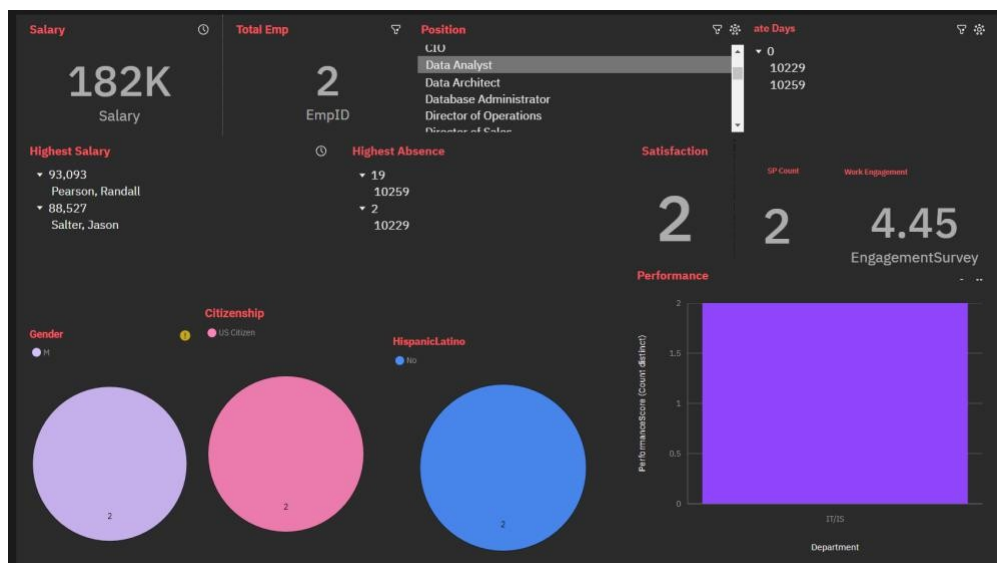 Salary
182K
Salary
Total Emp
2
EmpID
Position
CIO
Data Analyst
Data Architect
Database Administrator
Director of Operations
Director of Sales
ate Days
0
10229
10259
Highest Salary
93,093
Pearson, Randall
88,527
Salter, Jason
Highest Absence
19
10259
2
10229
Satisfaction
2
SP Count
2
Work Engagement
4.45
EngagementSurvey
Gender
M
2
Citizenship
US Citizen
2
HispanicLatino
No
2
Performance
PerformanceScore (Count distinct)
2
1.5
1
0.5
0
IT/IS
Department